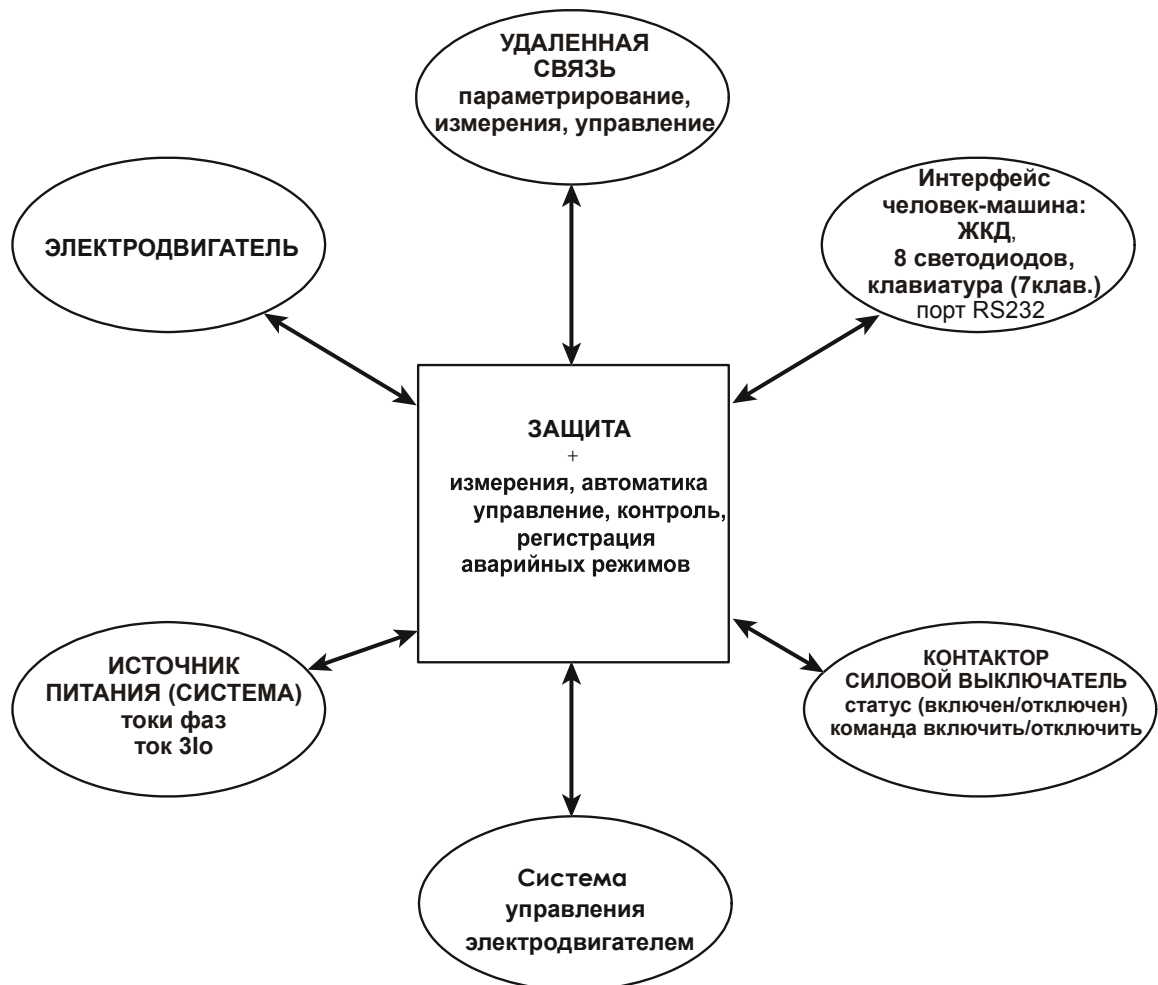 УДАЛЕННАЯ
СВЯЗЬ
параметрирование,
измерения, управление
ЭЛЕКТРОДВИГАТЕЛЬ
Интерфейс
человек-машина:
ЖКД,
8 светодиодов,
клавиатура (7клав.)
порт RS232
ЗАЩИТА
+
измерения, автоматика
управление, контроль,
регистрация
аварийных режимов
ИСТОЧНИК
ПИТАНИЯ (СИСТЕМА)
токи фаз
ток 3Io
КОНТАКТОР
СИЛОВОЙ ВЫКЛЮЧАТЕЛЬ
статус (включен/отключен)
команда включить/отключить
Система
управления
электродвигателем